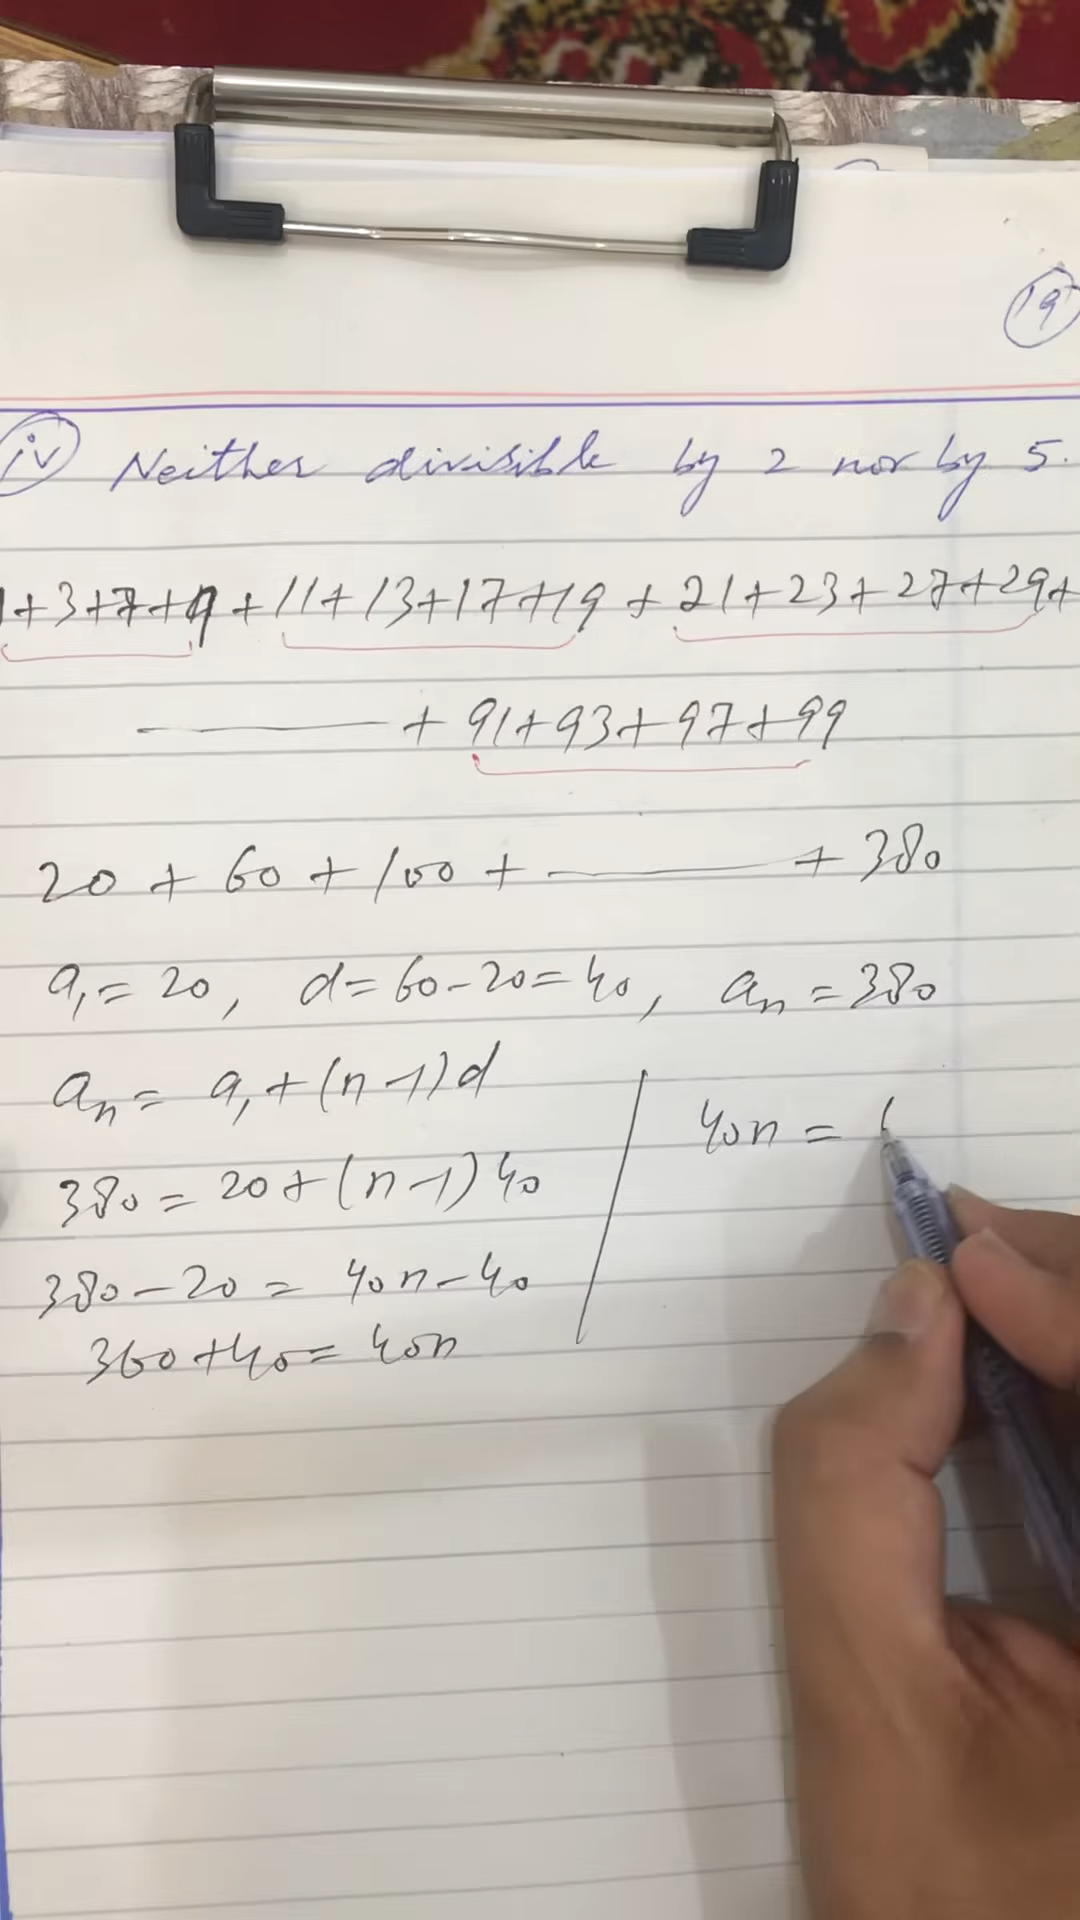 19
iv Neither divisible by 2 nor by 5.
1+3+7+9+11+13+17+19+21+23+27+29+
——— + 91+93+97+99
20 + 60 + 100 + ——— + 380
a₁ = 20, d = 60-20 = 40, aₙ = 380
aₙ = a₁ + (n-1)d
380 = 20+(n-1)40
380-20 = 40n-40
360+40 = 40n
40n =